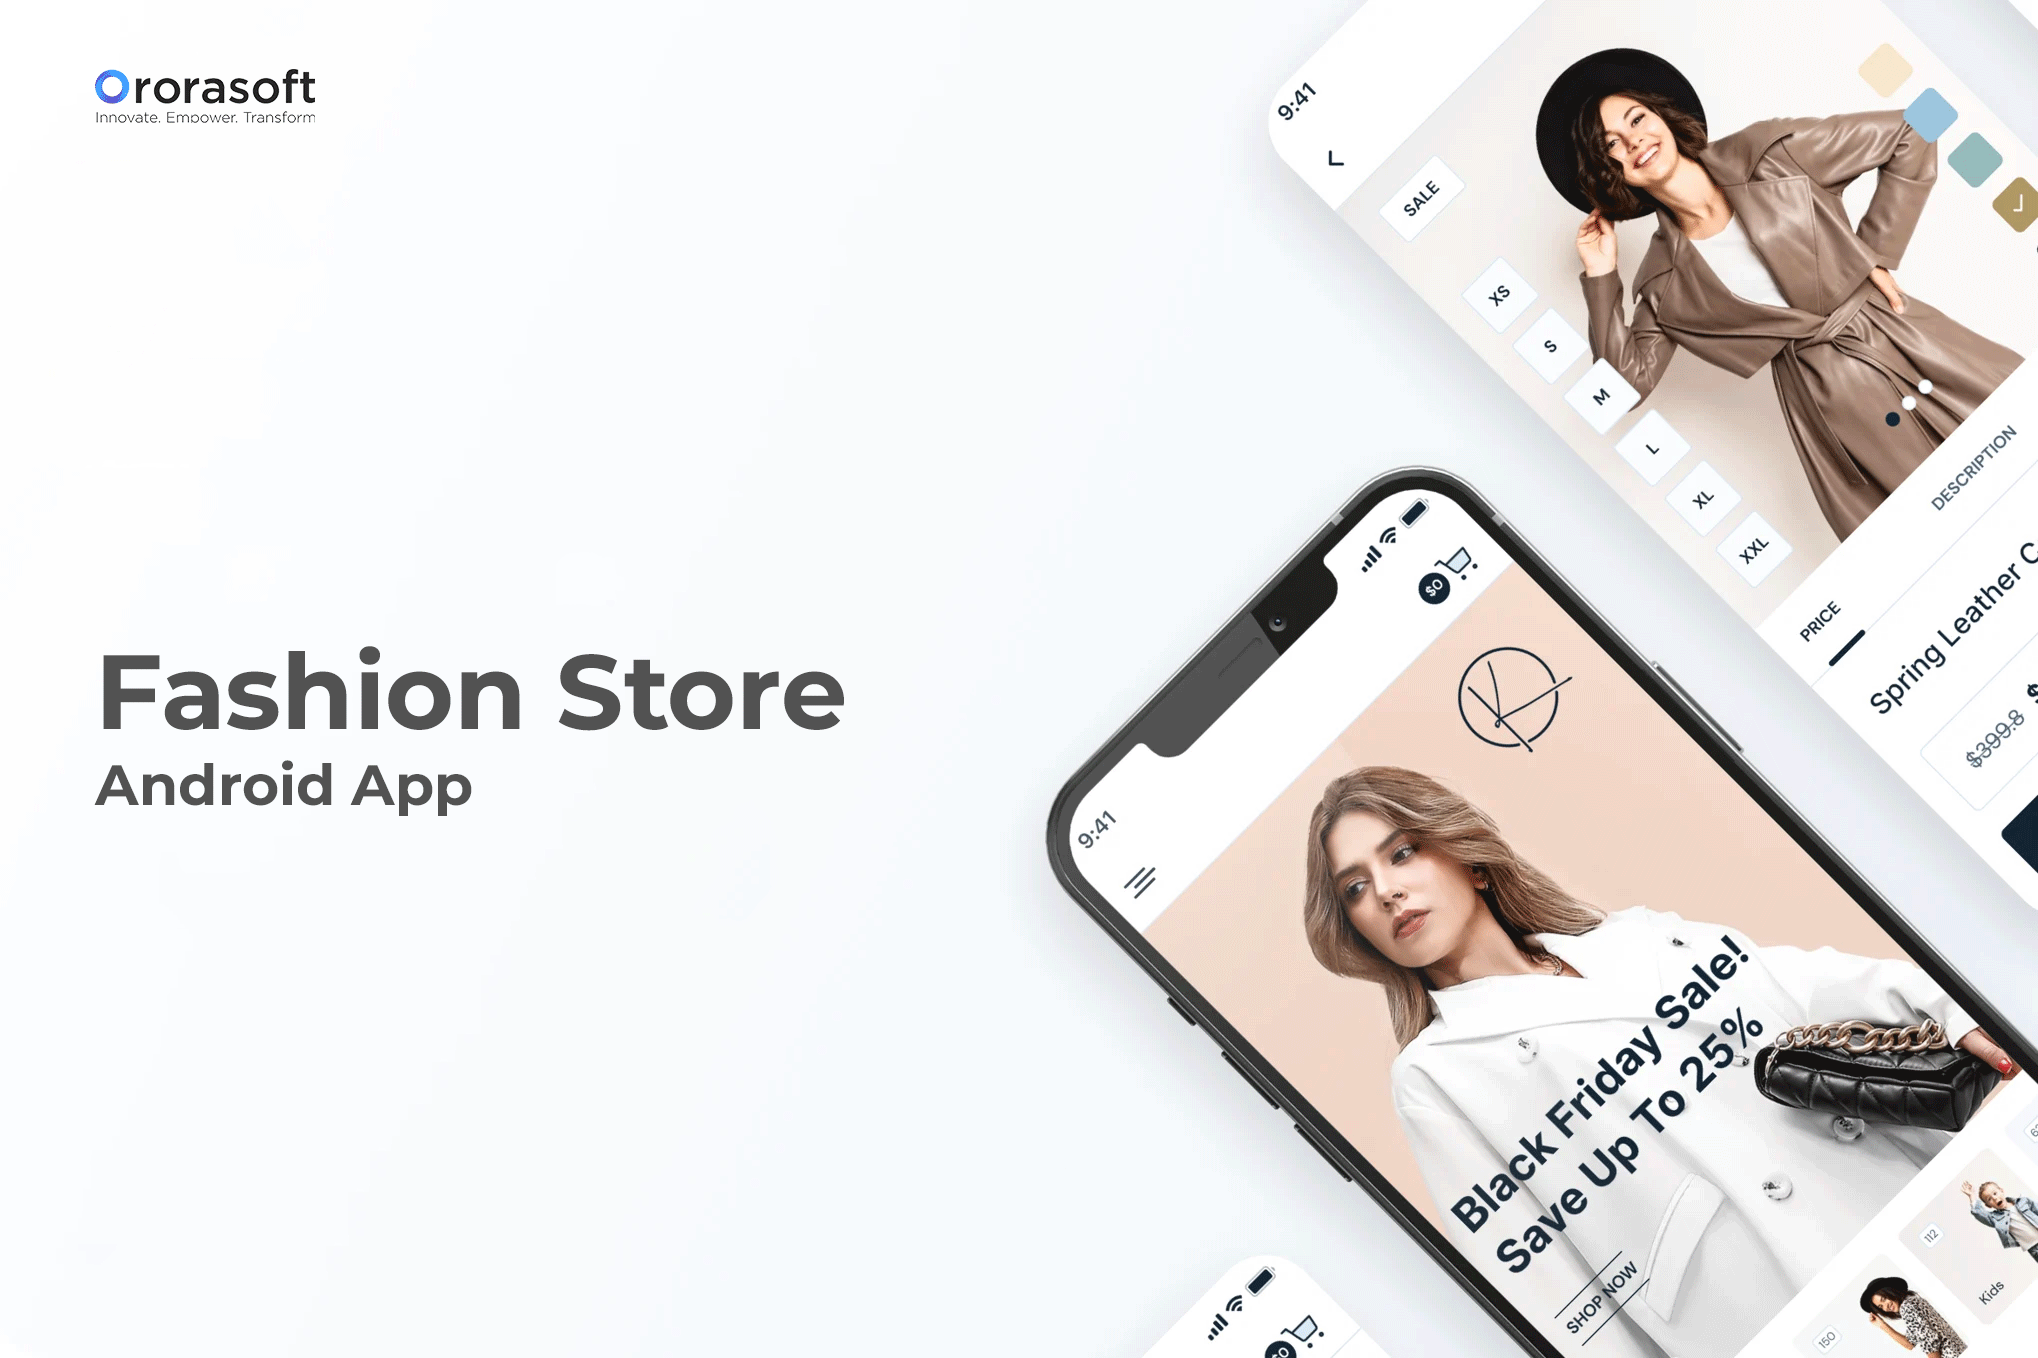 Ororasoft
Innovate. Empower. Transform
Fashion Store
Android App
9:41
SALE
XS
S
M
L
XL
XXL
PRICE
DESCRIPTION
Spring Leather
$399.8
9:41
$0
Black Friday Sale!
Save Up To 25%
SHOP NOW
150
112
Kids
$0